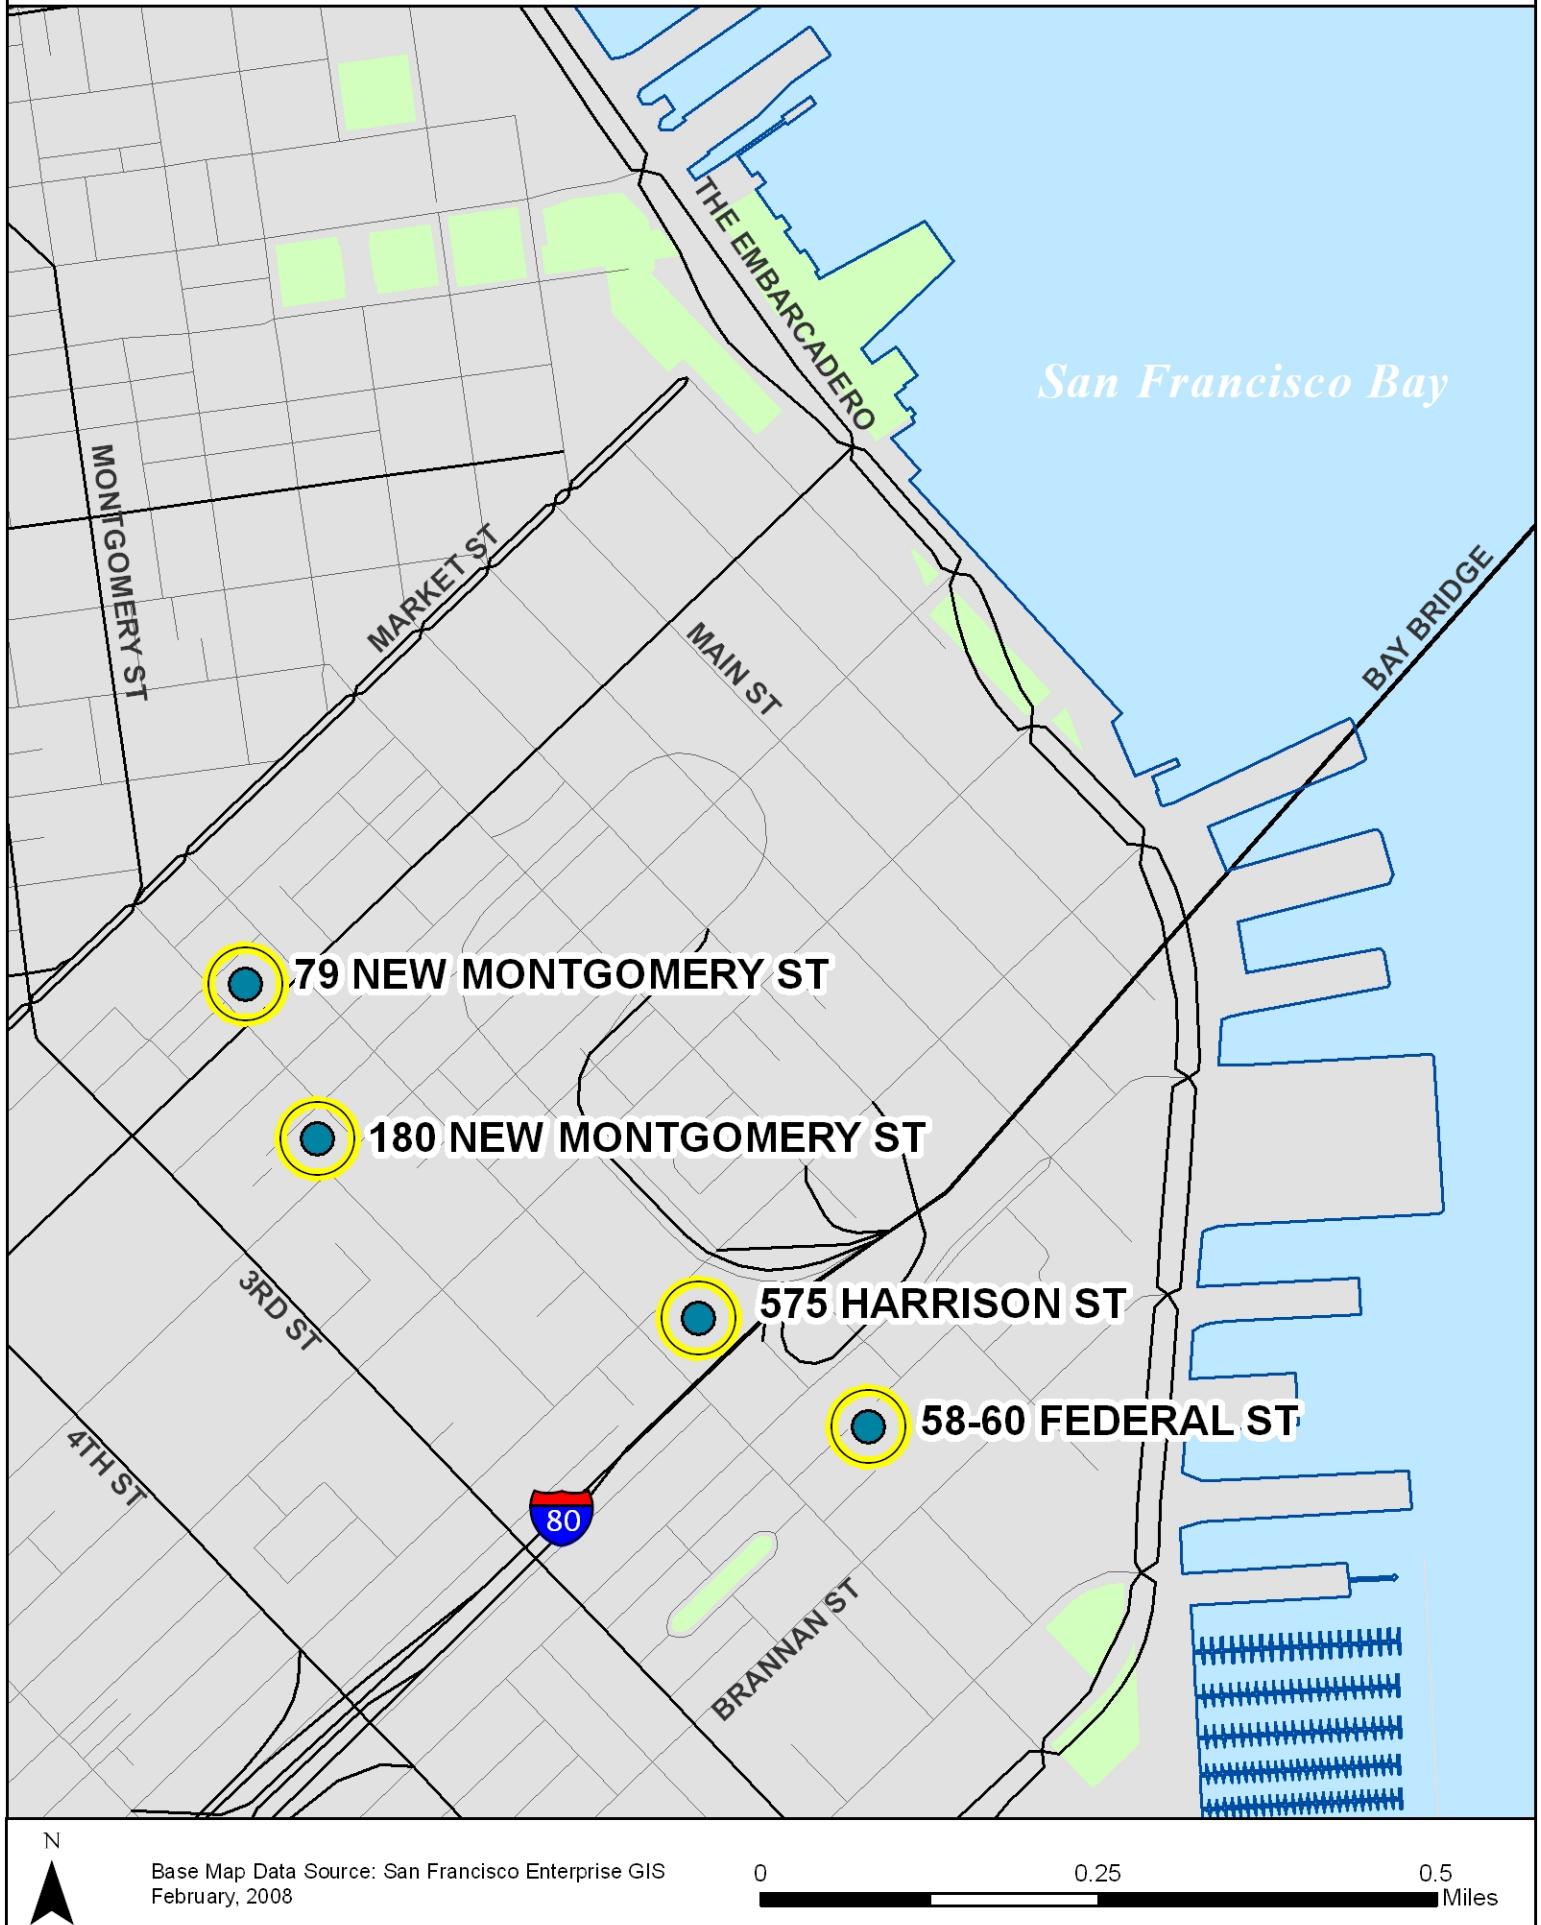 THE EMBARCADERO
San Francisco Bay
MONTGOMERY ST
MARKET ST
BAY BRIDGE
MAIN ST
79 NEW MONTGOMERY ST
180 NEW MONTGOMERY ST
3RD ST
575 HARRISON ST
58-60 FEDERAL ST
4TH ST
80
BRANNAN ST
N
Base Map Data Source: San Francisco Enterprise GIS
February, 2008
0 0.25 0.5
Miles